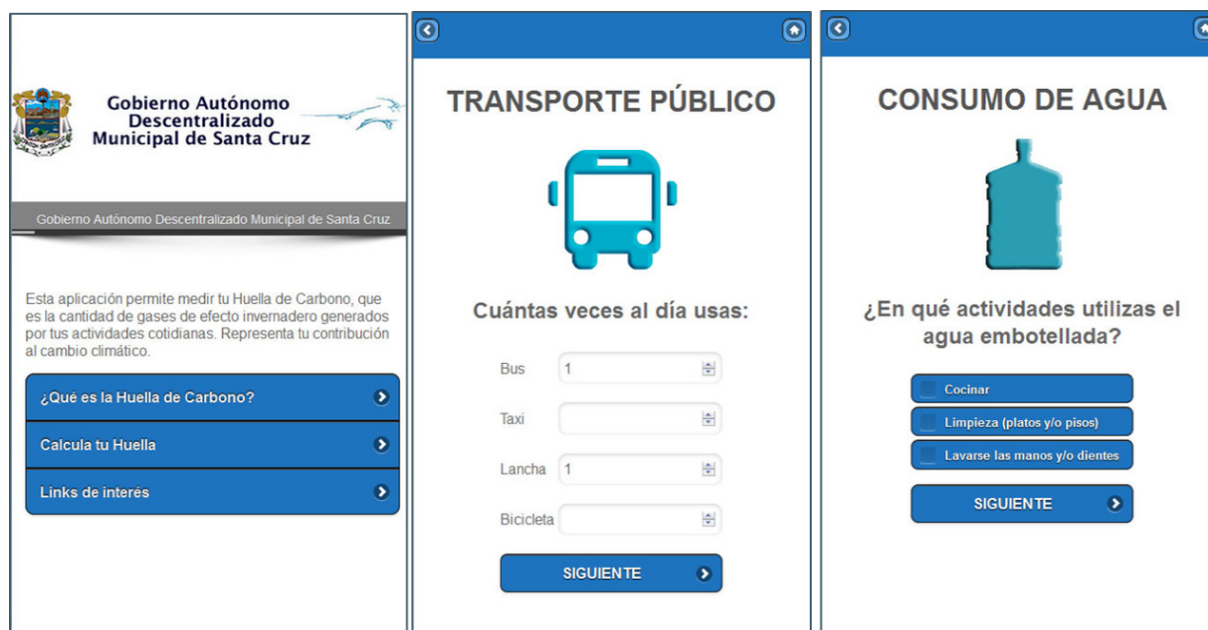 Gobierno Autónomo
Descentralizado
Municipal de Santa Cruz
Gobierno Autónomo Descentralizado Municipal de Santa Cruz
Esta aplicación permite medir tu Huella de Carbono, que
es la cantidad de gases de efecto invernadero generados
por tus actividades cotidianas. Representa tu contribución
al cambio climático.
¿Qué es la Huella de Carbono?
Calcula tu Huella
Links de interés
TRANSPORTE PÚBLICO
Cuántas veces al día usas:
Bus 1
Taxi
Lancha 1
Bicicleta
SIGUIENTE
CONSUMO DE AGUA
¿En qué actividades utilizas el
agua embotellada?
Cocinar
Limpieza (platos y/o pisos)
Lavarse las manos y/o dientes
SIGUIENTE